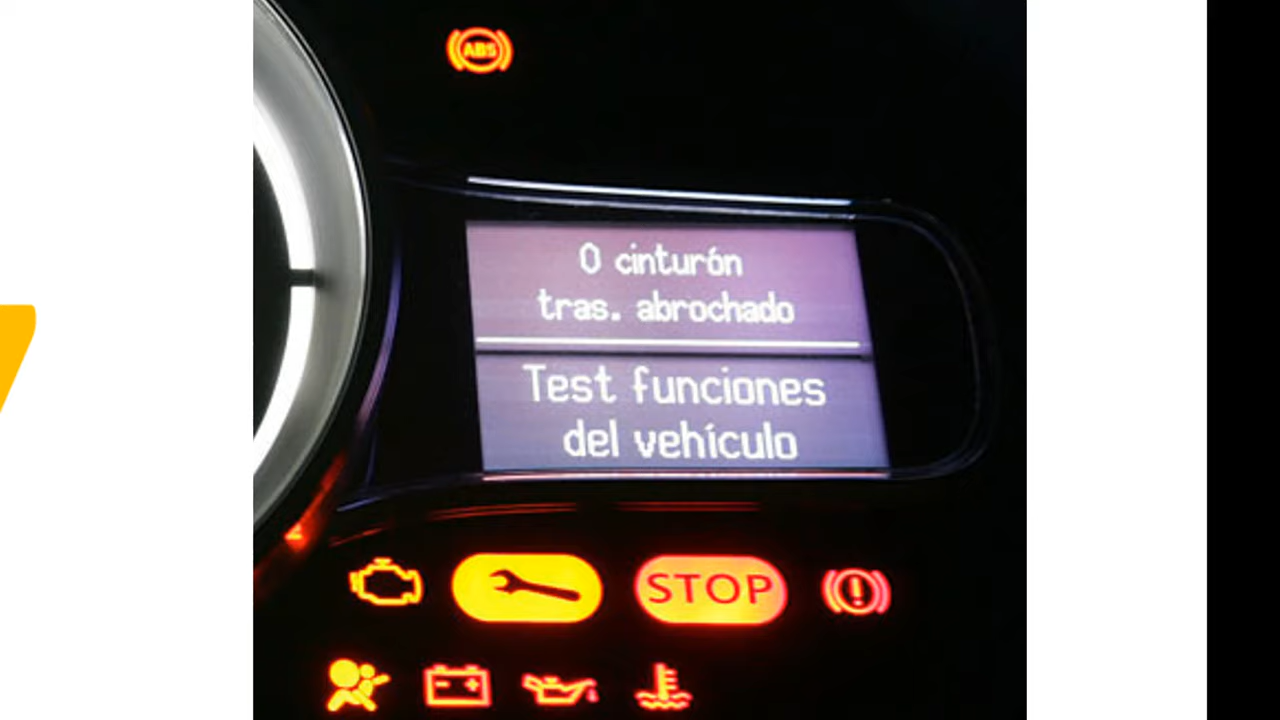 ABS
0 cinturón
tras. abrochado
Test funciones
del vehículo
STOP